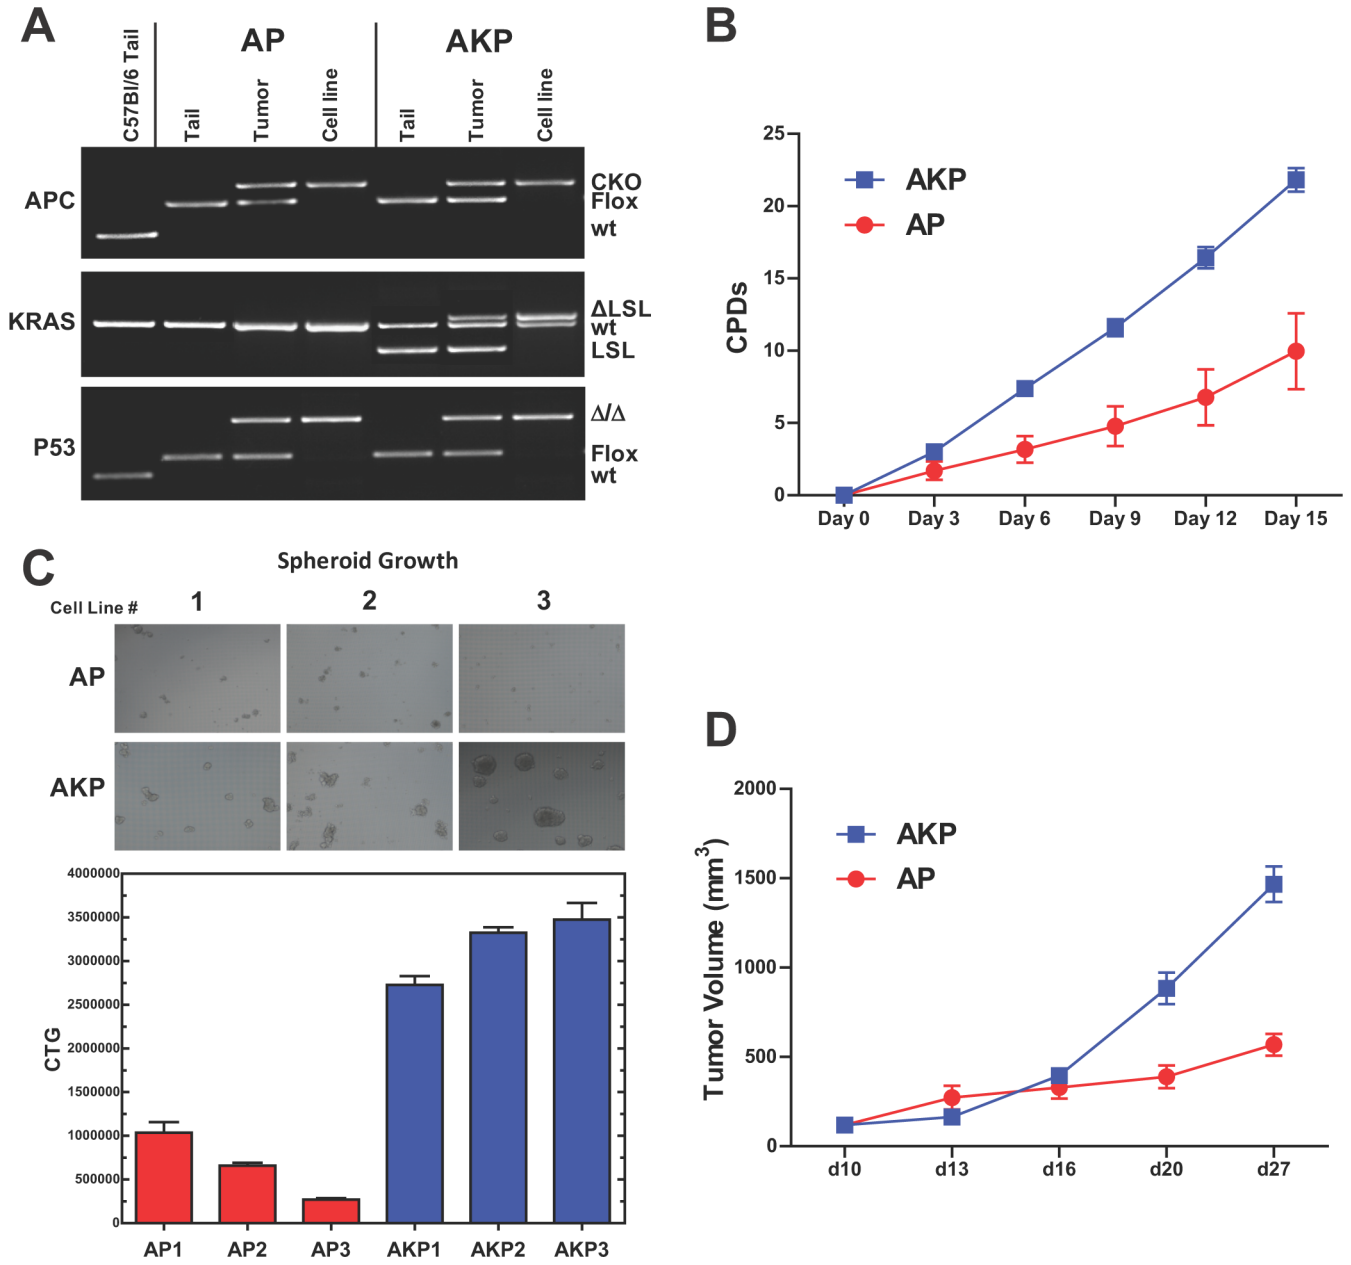 A
C57Bl/6 Tail
AP
AKP
Tail
Tumor
Cell line
Tail
Tumor
Cell line
APC
CKO
Flox
wt
KRAS
ΔLSL
wt
LSL
P53
Δ/Δ
Flox
wt
B
25
20
15
10
5
0
CPDs
AKP
AP
Day 0 Day 3 Day 6 Day 9 Day 12 Day 15
C
Spheroid Growth
Cell Line # 1 2 3
AP
AKP
4000000
3500000
3000000
2500000
2000000
1500000
1000000
500000
0
CTG
AP1 AP2 AP3 AKP1 AKP2 AKP3
D
2000
1500
1000
500
0
Tumor Volume (mm³)
AKP
AP
d10 d13 d16 d20 d27